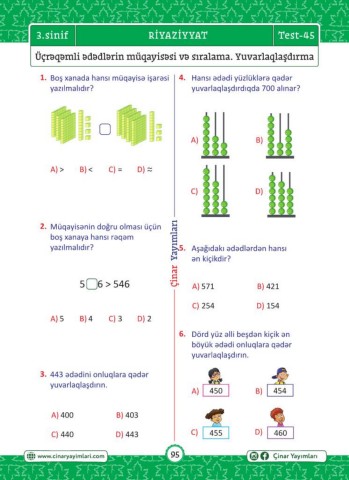 3.sinif
RİYAZİYYAT
Test-45
Üçrəqəmli ədədlərin müqayisəsi və sıralama. Yuvarlaqlaşdırma
1. Boş xanada hansı müqayisə işarəsi
yazılmalıdır?
A) > B) < C) = D) ≅
2. Müqayisənin doğru olması üçün
boş xanaya hansı rəqəm
yazılmalıdır?
5 6 > 546
A) 5 B) 4 C) 3 D) 2
3. 443 ədədini onluqlara qədər
yuvarlaqlaşdırın.
A) 400 B) 403
C) 440 D) 443
Çinar Yayımları
4. Hansı ədədi yüzlüklərə qədər
yuvarlaqlaşdırdıqda 700 alınar?
A) B)
C) D)
5. Aşağıdakı ədədlərdən hansı
ən kiçikdir?
A) 571 B) 421
C) 254 D) 154
6. Dörd yüz əlli beşdən kiçik ən
böyük ədədi onluqlara qədər
yuvarlaqlaşdırın.
A) 450 B) 454
C) 455 D) 460
www.cinaryayimlari.com
95
Çinar Yayımları